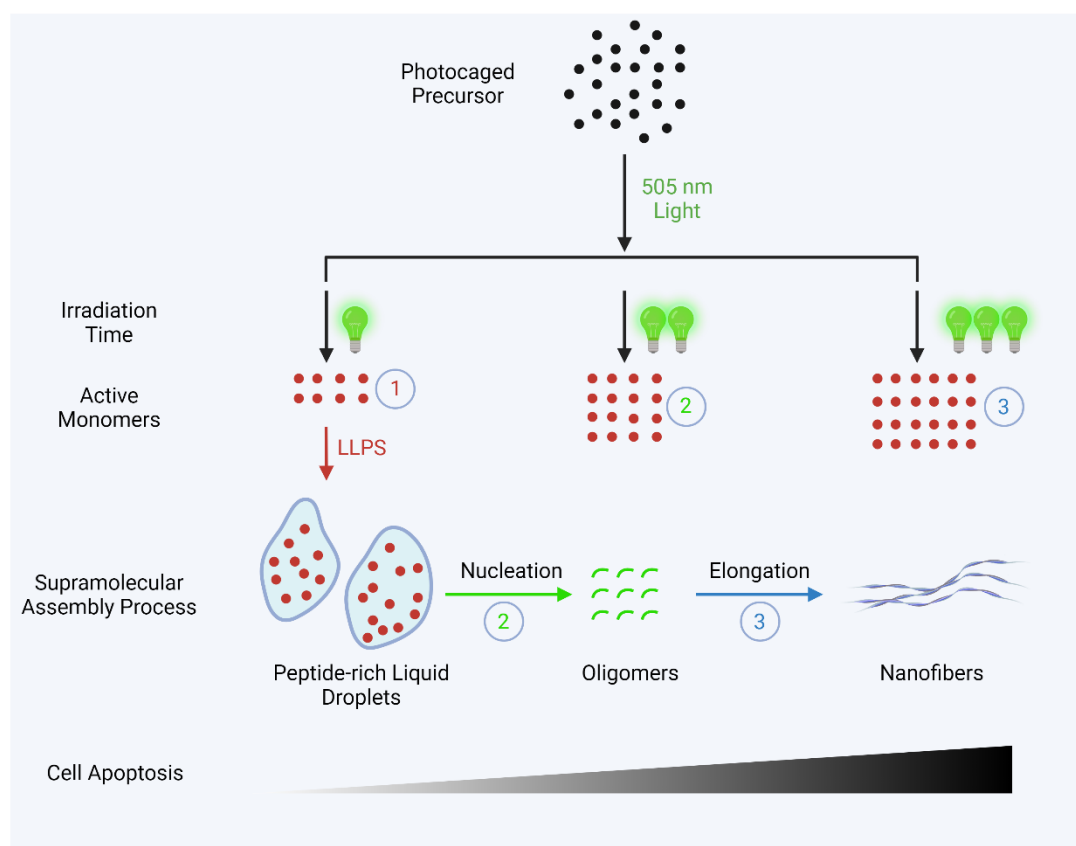 Photocaged
Precursor
505 nm
Light
Irradiation
Time
Active
Monomers
1
2
3
LLPS
Supramolecular
Assembly Process
Nucleation
2
Elongation
3
Peptide-rich Liquid
Droplets
Oligomers
Nanofibers
Cell Apoptosis